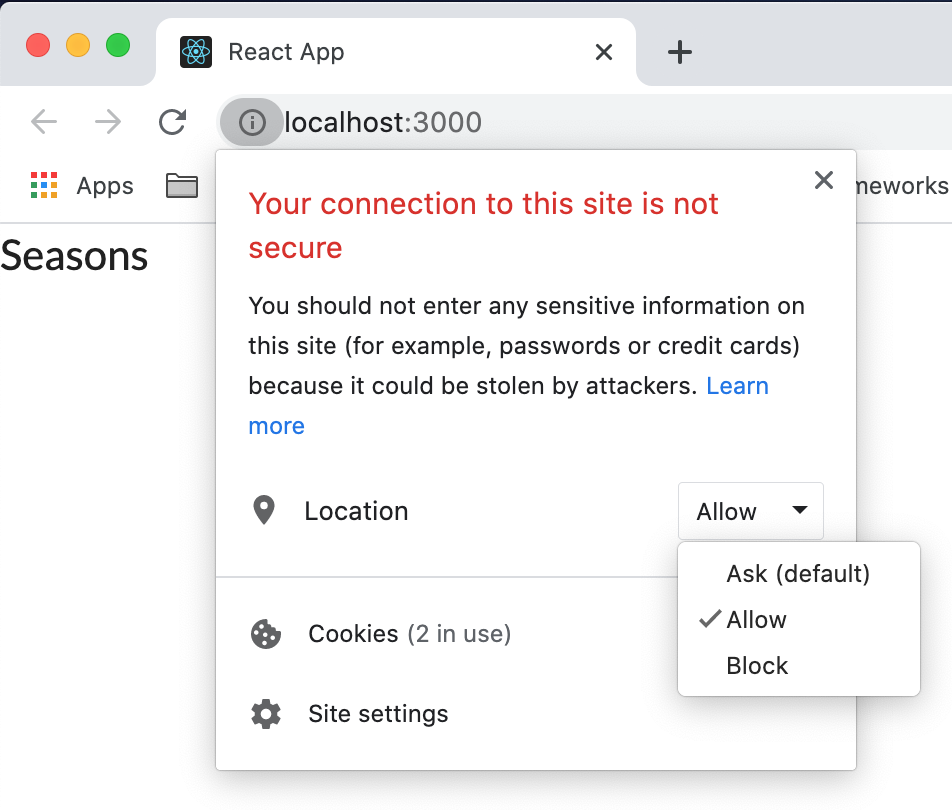 React App
localhost:3000
Apps
meworks
Seasons
Your connection to this site is not
secure
You should not enter any sensitive information on
this site (for example, passwords or credit cards)
because it could be stolen by attackers. Learn
more
Location
Allow
Ask (default)
Allow
Block
Cookies (2 in use)
Site settings